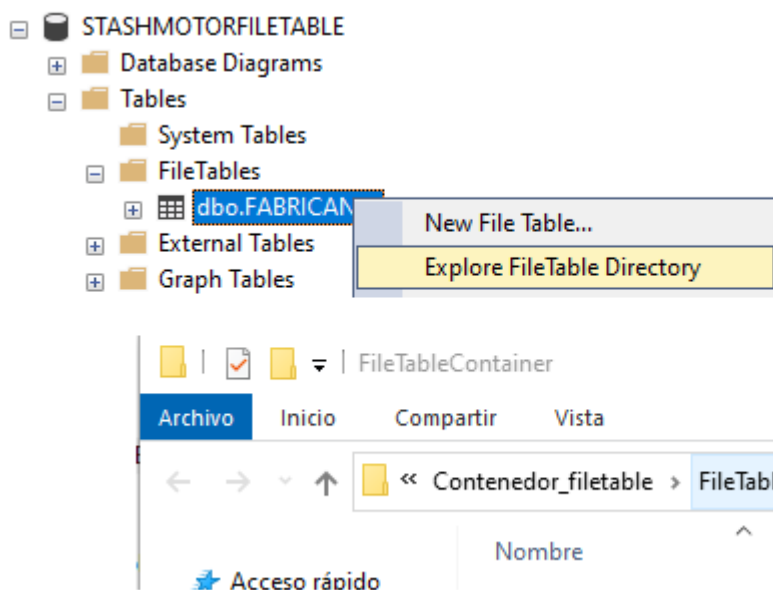 STASHMOTORFILETABLE
Database Diagrams
Tables
System Tables
FileTables
dbo.FABRICAN
New File Table...
External Tables
Explore FileTable Directory
Graph Tables
FileTableContainer
Archivo Inicio Compartir Vista
« Contenedor_filetable › FileTabl
Nombre
Acceso rápido